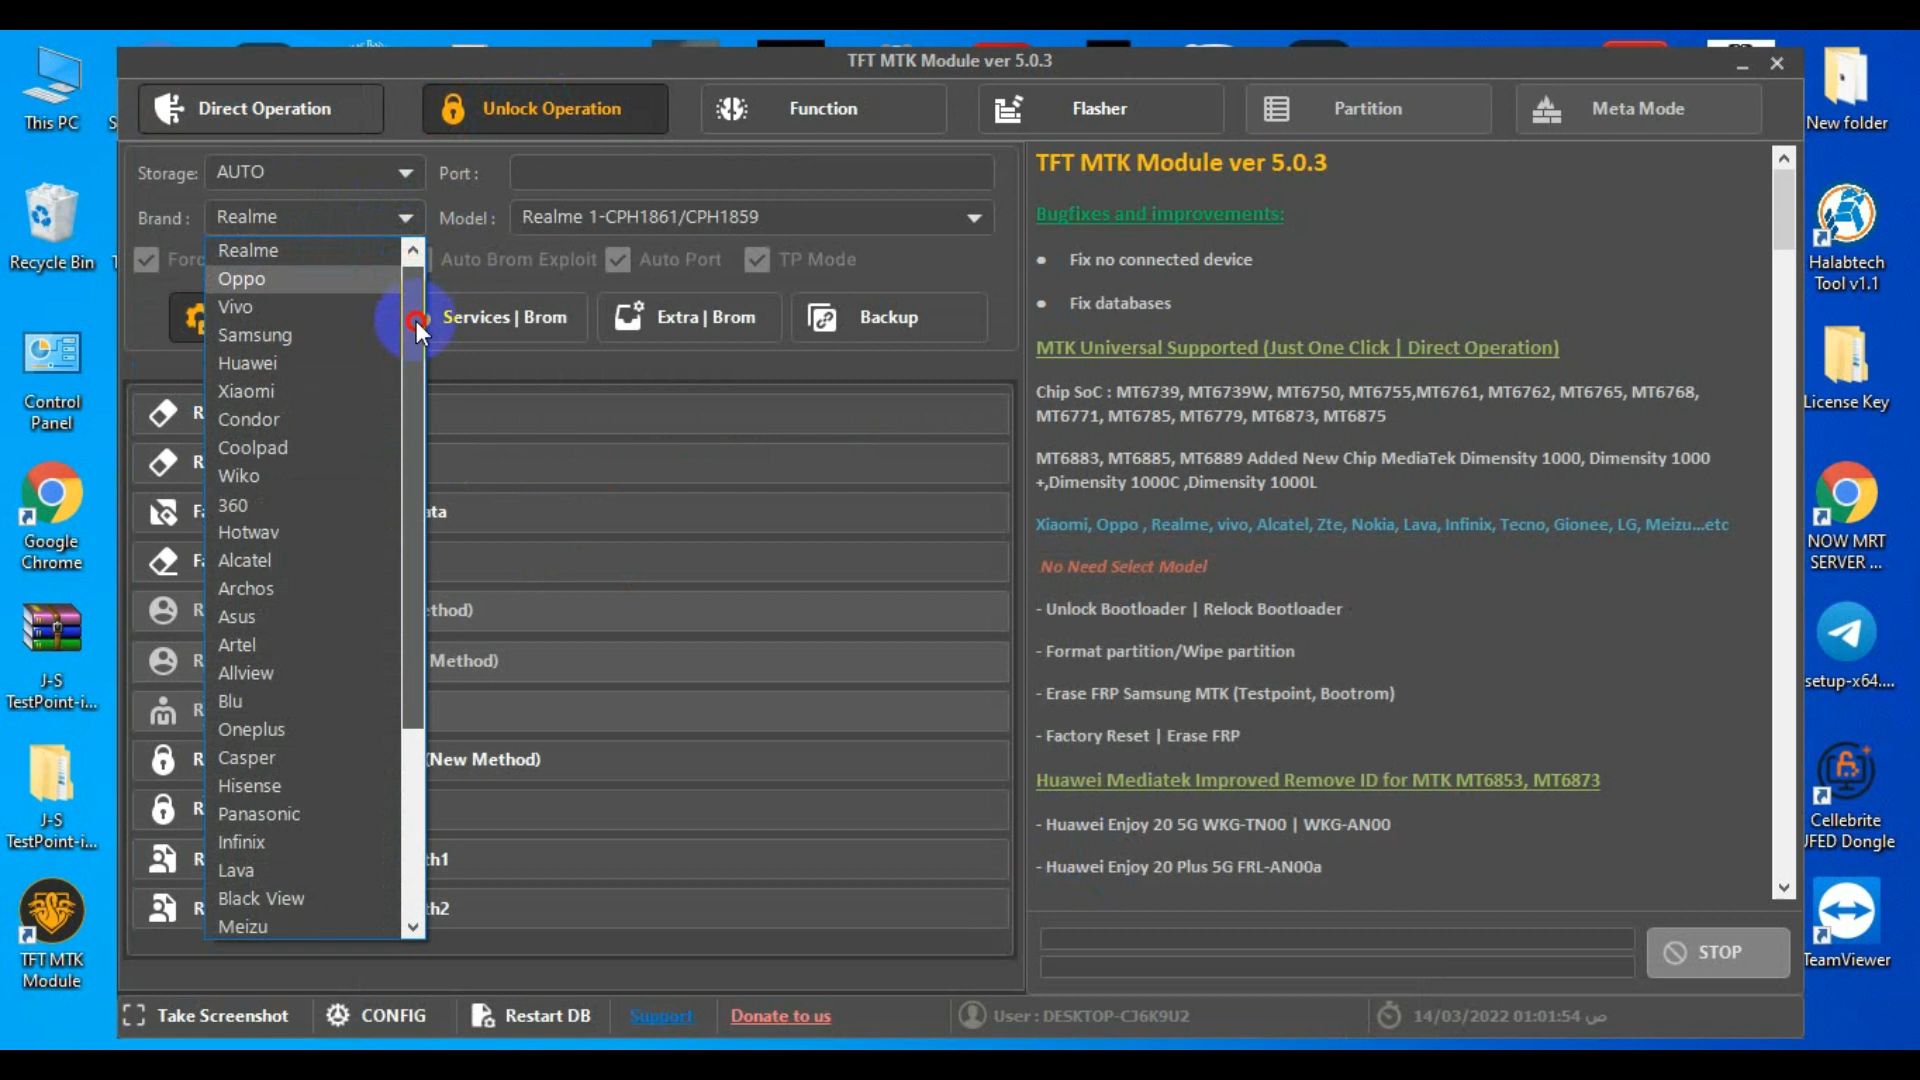 TFT MTK Module ver 5.0.3
Direct Operation
Unlock Operation
Function
Flasher
Partition
Meta Mode
Storage: AUTO
Port :
Brand : Realme
Model : Realme 1-CPH1861/CPH1859
Auto Brom Exploit
Auto Port
TP Mode
Services | Brom
Extra | Brom
Backup
Realme
Oppo
Vivo
Samsung
Huawei
Xiaomi
Condor
Coolpad
Wiko
360
Hotwav
Alcatel
Archos
Asus
Artel
Allview
Blu
Oneplus
Casper
Hisense
Panasonic
Infinix
Lava
Black View
Meizu
Method)
(New Method)
TFT MTK Module ver 5.0.3
Bugfixes and improvements:
• Fix no connected device
• Fix databases
MTK Universal Supported (Just One Click | Direct Operation)
Chip SoC : MT6739, MT6739W, MT6750, MT6755,MT6761, MT6762, MT6765, MT6768,
MT6771, MT6785, MT6779, MT6873, MT6875
MT6883, MT6885, MT6889 Added New Chip MediaTek Dimensity 1000, Dimensity 1000
+,Dimensity 1000C ,Dimensity 1000L
Xiaomi, Oppo , Realme, vivo, Alcatel, Zte, Nokia, Lava, Infinix, Tecno, Gionee, LG, Meizu...etc
No Need Select Model
- Unlock Bootloader | Relock Bootloader
- Format partition/Wipe partition
- Erase FRP Samsung MTK (Testpoint, Bootrom)
- Factory Reset | Erase FRP
Huawei Mediatek Improved Remove ID for MTK MT6853, MT6873
- Huawei Enjoy 20 5G WKG-TN00 | WKG-AN00
- Huawei Enjoy 20 Plus 5G FRL-AN00a
STOP
Take Screenshot
CONFIG
Restart DB
Support
Donate to us
User : DESKTOP-CJ6K9U2
14/03/2022 01:01:54 ص
This PC
Recycle Bin
Control
Panel
Google
Chrome
J-S
TestPoint-i...
J-S
TestPoint-i...
TFT MTK
Module
New folder
Halabtech
Tool v1.1
License Key
NOW MRT
SERVER ...
setup-x64....
Cellebrite
UFED Dongle
TeamViewer